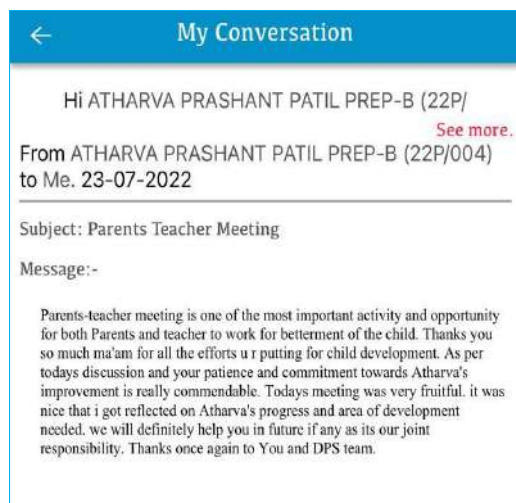 My Conversation
Hi ATHARVA PRASHANT PATIL PREP-B (22P/
See more.
From ATHARVA PRASHANT PATIL PREP-B (22P/004)
to Me. 23-07-2022
Subject: Parents Teacher Meeting
Message:-
Parents-teacher meeting is one of the most important activity and opportunity
for both Parents and teacher to work for betterment of the child. Thanks you
so much ma'am for all the efforts u r putting for child development. As per
todays discussion and your patience and commitment towards Atharva's
improvement is really commendable. Todays meeting was very fruitful. it was
nice that i got reflected on Atharva's progress and area of development
needed. we will definitely help you in future if any as its our joint
responsibility. Thanks once again to You and DPS team.